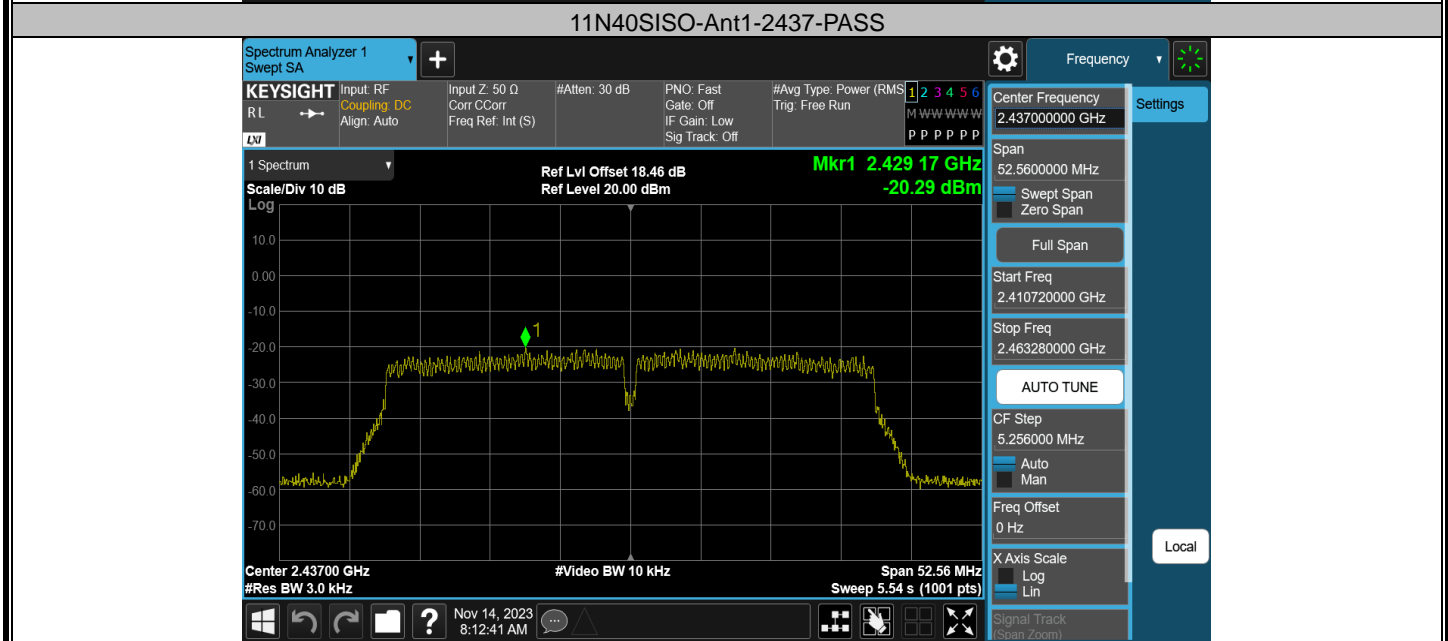 11N40SISO-Ant1-2437-PASS
Spectrum Analyzer 1
Swept SA
Frequency
KEYSIGHT
RL
LXI
Input: RF
Coupling: DC
Align: Auto
Input Z: 50 Ω
Corr CCorr
Freq Ref: Int (S)
#Atten: 30 dB
PNO: Fast
Gate: Off
IF Gain: Low
Sig Track: Off
#Avg Type: Power (RMS
Trig: Free Run
1 2 3 4 5 6
M W W W W W
P P P P P P
Center Frequency
2.437000000 GHz
Settings
1 Spectrum
Scale/Div 10 dB
Log
Ref Lvl Offset 18.46 dB
Ref Level 20.00 dBm
Mkr1 2.429 17 GHz
-20.29 dBm
10.0
0.00
-10.0
-20.0
-30.0
-40.0
-50.0
-60.0
-70.0
1
Center 2.43700 GHz
#Res BW 3.0 kHz
#Video BW 10 kHz
Span 52.56 MHz
Sweep 5.54 s (1001 pts)
Span
52.5600000 MHz
Swept Span
Zero Span
Full Span
Start Freq
2.410720000 GHz
Stop Freq
2.463280000 GHz
AUTO TUNE
CF Step
5.256000 MHz
Auto
Man
Freq Offset
0 Hz
X Axis Scale
Log
Lin
Signal Track
(Span Zoom)
Local
Nov 14, 2023
8:12:41 AM